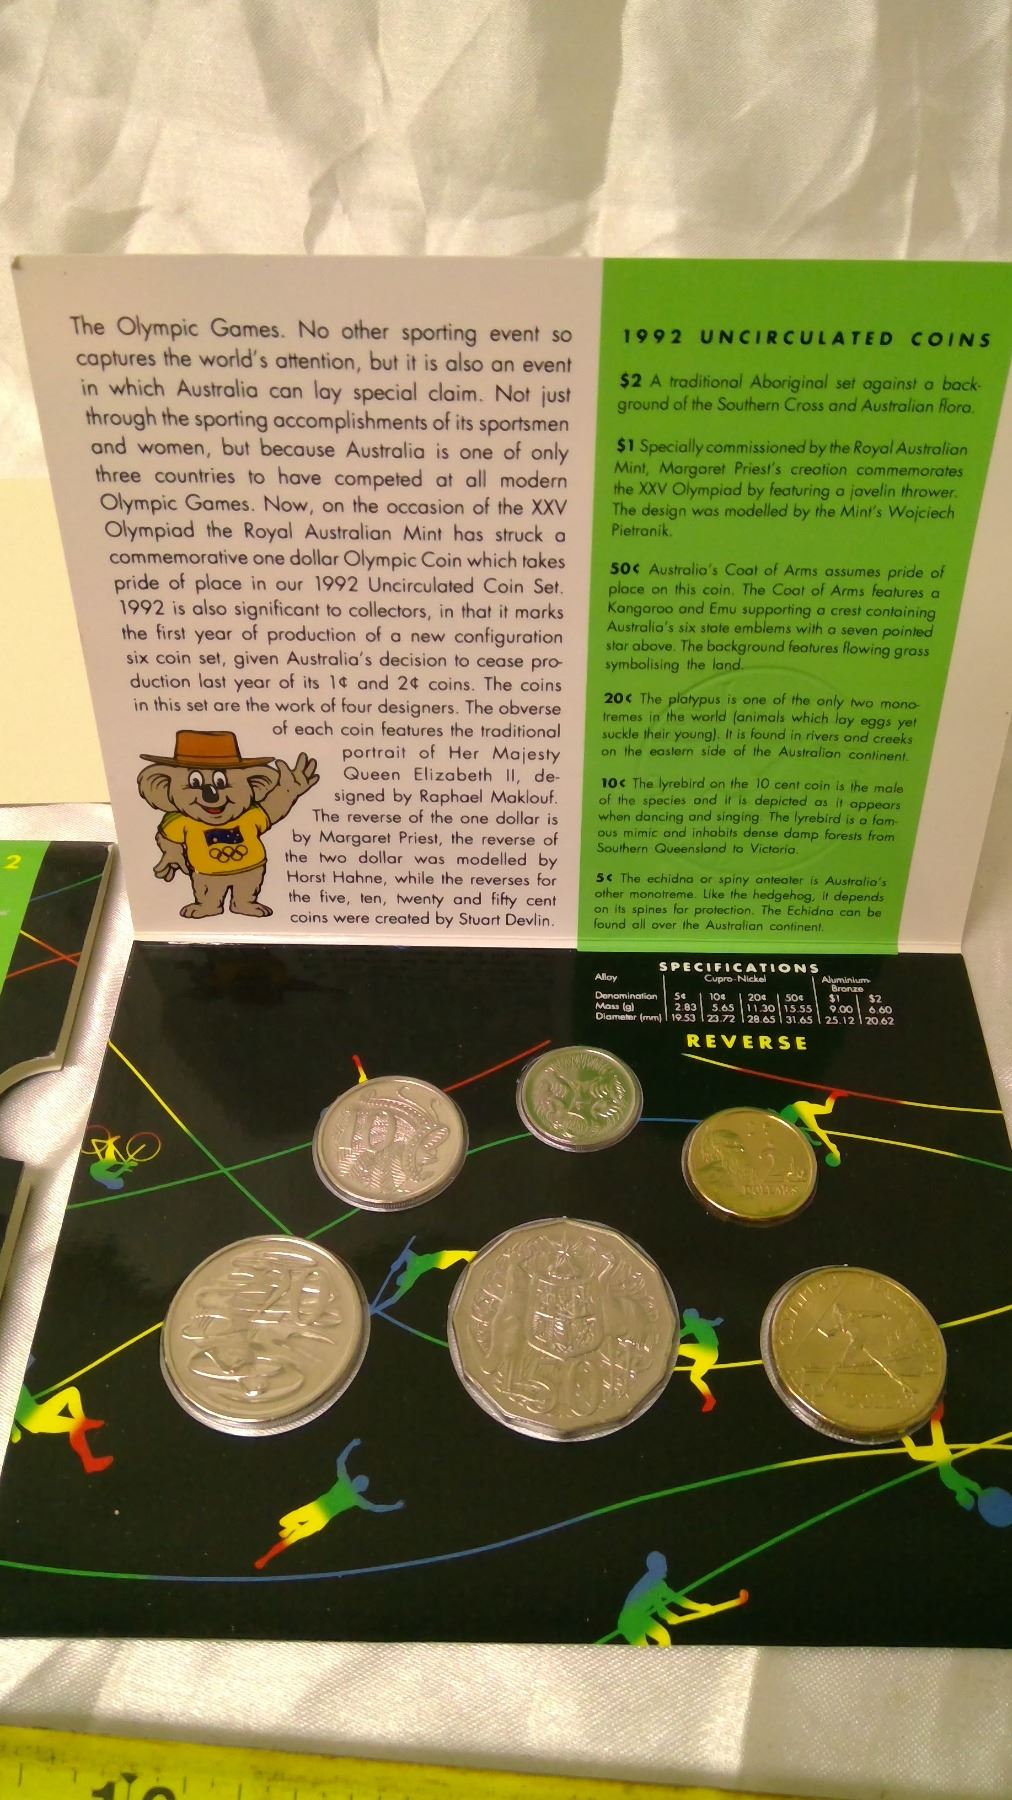 The Olympic Games. No other sporting event so
captures the world's attention, but it is also an event
in which Australia can lay special claim. Not just
through the sporting accomplishments of its sportsmen
and women, but because Australia is one of only
three countries to have competed at all modern
Olympic Games. Now, on the occasion of the XXV
Olympiad the Royal Australian Mint has struck a
commemorative one dollar Olympic Coin which takes
pride of place in our 1992 Uncirculated Coin Set.
1992 is also significant to collectors, in that it marks
the first year of production of a new configuration
six coin set, given Australia's decision to cease pro-
duction last year of its 1¢ and 2¢ coins. The coins
in this set are the work of four designers. The obverse
of each coin features the traditional
portrait of Her Majesty
Queen Elizabeth II, de-
signed by Raphael Maklouf.
The reverse of the one dollar is
by Margaret Priest, the reverse of
the two dollar was modelled by
Horst Hahne, while the reverses for
the five, ten, twenty and fifty cent
coins were created by Stuart Devlin.
1992 UNCIRCULATED COINS
$2 A traditional Aboriginal set against a back-
ground of the Southern Cross and Australian flora.
$1 Specially commissioned by the Royal Australian
Mint, Margaret Priest's creation commemorates
the XXV Olympiad by featuring a javelin thrower.
The design was modelled by the Mint's Wojciech
Pietranik.
50¢ Australia's Coat of Arms assumes pride of
place on this coin. The Coat of Arms features a
Kangaroo and Emu supporting a crest containing
Australia's six state emblems with a seven pointed
star above. The background features flowing grass
symbolising the land.
20¢ The platypus is one of the only two mono-
tremes in the world (animals which lay eggs yet
suckle their young). It is found in rivers and creeks
on the eastern side of the Australian continent.
10¢ The lyrebird on the 10 cent coin is the male
of the species and it is depicted as it appears
when dancing and singing. The lyrebird is a fam-
ous mimic and inhabits dense damp forests from
Southern Queensland to Victoria.
5¢ The echidna or spiny anteater is Australia's
other monotreme. Like the hedgehog, it depends
on its spines for protection. The Echidna can be
found all over the Australian continent.
2
SPECIFICATIONS
Alloy Cupro-Nickel Aluminium-
Bronze
Denomination 5¢ 10¢ 20¢ 50¢ $1 $2
Mass (g) 2.83 5.65 11.30 15.55 9.00 6.60
Diameter (mm) 19.53 23.72 28.65 31.65 25.12 20.62
REVERSE
2
DOLLARS
20
50
DOLLAR
10